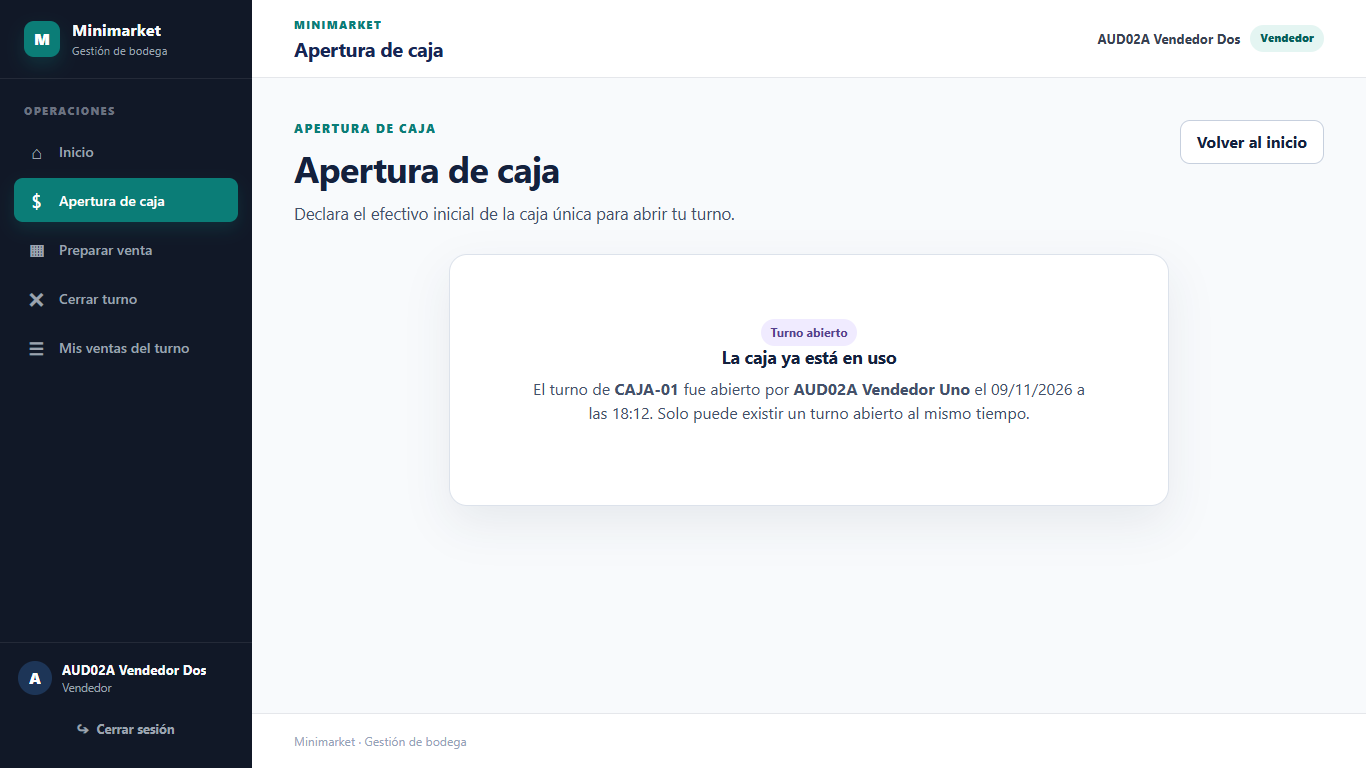 M
Minimarket
Gestión de bodega
OPERACIONES
Inicio
$ Apertura de caja
Preparar venta
Cerrar turno
Mis ventas del turno
A
AUD02A Vendedor Dos
Vendedor
Cerrar sesión
MINIMARKET
Apertura de caja
AUD02A Vendedor Dos
Vendedor
APERTURA DE CAJA
Apertura de caja
Declara el efectivo inicial de la caja única para abrir tu turno.
Volver al inicio
Turno abierto
La caja ya está en uso
El turno de CAJA-01 fue abierto por AUD02A Vendedor Uno el 09/11/2026 a
las 18:12. Solo puede existir un turno abierto al mismo tiempo.
Minimarket · Gestión de bodega